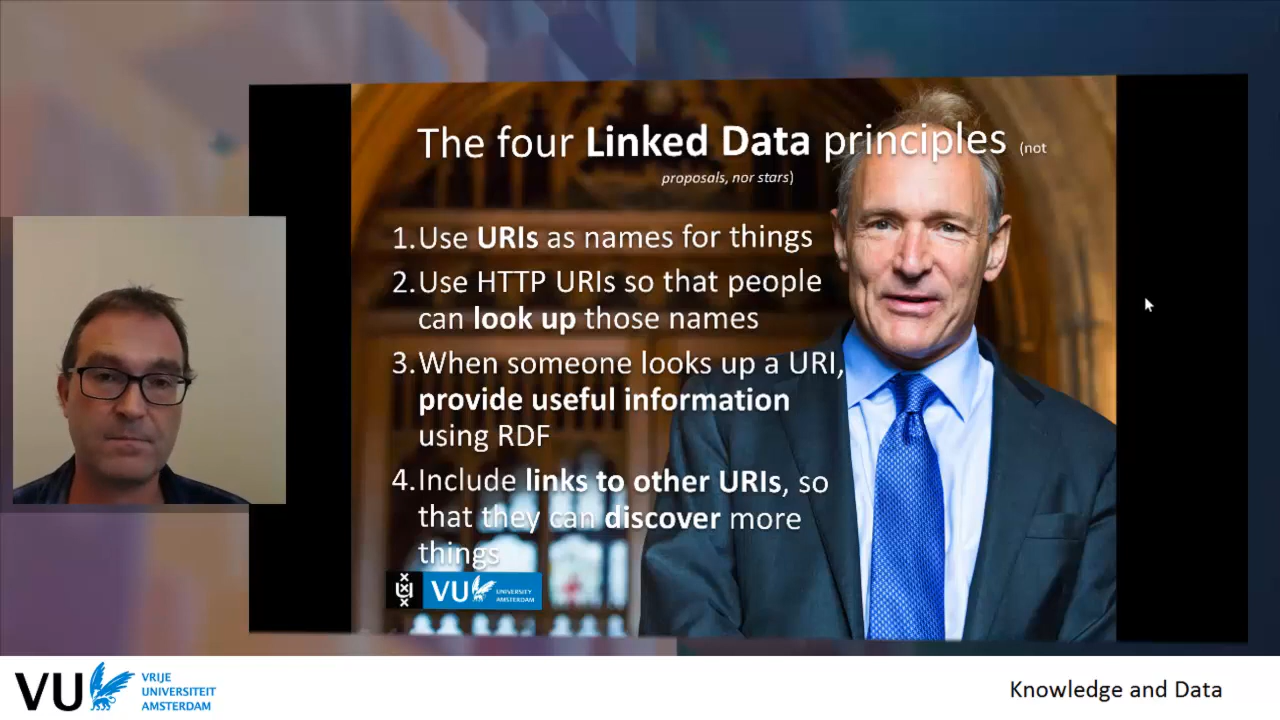 The four Linked Data principles (not
proposals, nor stars)
1. Use URIs as names for things
2. Use HTTP URIs so that people
can look up those names
3. When someone looks up a URI,
provide useful information
using RDF
4. Include links to other URIs, so
that they can discover more
things
VU UNIVERSITY
AMSTERDAM
VU VRIJE
UNIVERSITEIT
AMSTERDAM
Knowledge and Data